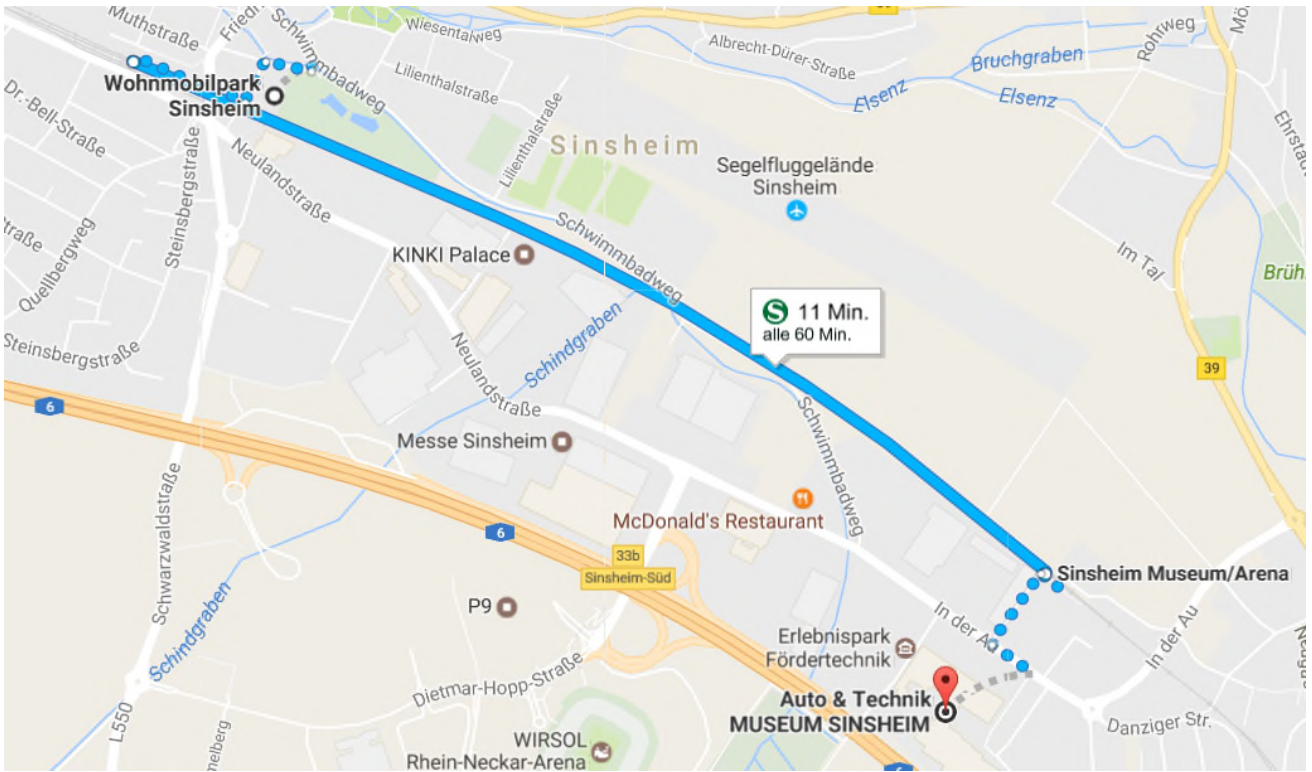 Muthstraße
Friedr
Schwimmbadweg
Wiesentalweg
Albrecht-Dürer-Straße
Bruchgraben
Rohrweg
Elsenz
Elsenz
Wohnmobilpark
Sinsheim
Lilienthalstraße
Lilienthalstraße
Dr.-Bell-Straße
Steinsbergstraße
Neulandstraße
Sinsheim
Segelfluggelände
Sinsheim
Quellbergweg
KINKI Palace
Schwimmbadweg
Im Tal
Steinsbergstraße
Schindgraben
S 11 Min.
alle 60 Min.
39
6
Neulandstraße
Messe Sinsheim
Schwimmbadweg
McDonald's Restaurant
6
33b
Sinsheim-Süd
Schwarzwaldstraße
Schindgraben
P9
Sinsheim Museum/Arena
In der Au
In der Au
Erlebnispark
Fördertechnik
Dietmar-Hopp-Straße
Auto & Technik
MUSEUM SINSHEIM
Danziger Str.
L550
WIRSOL
Rhein-Neckar-Arena
6